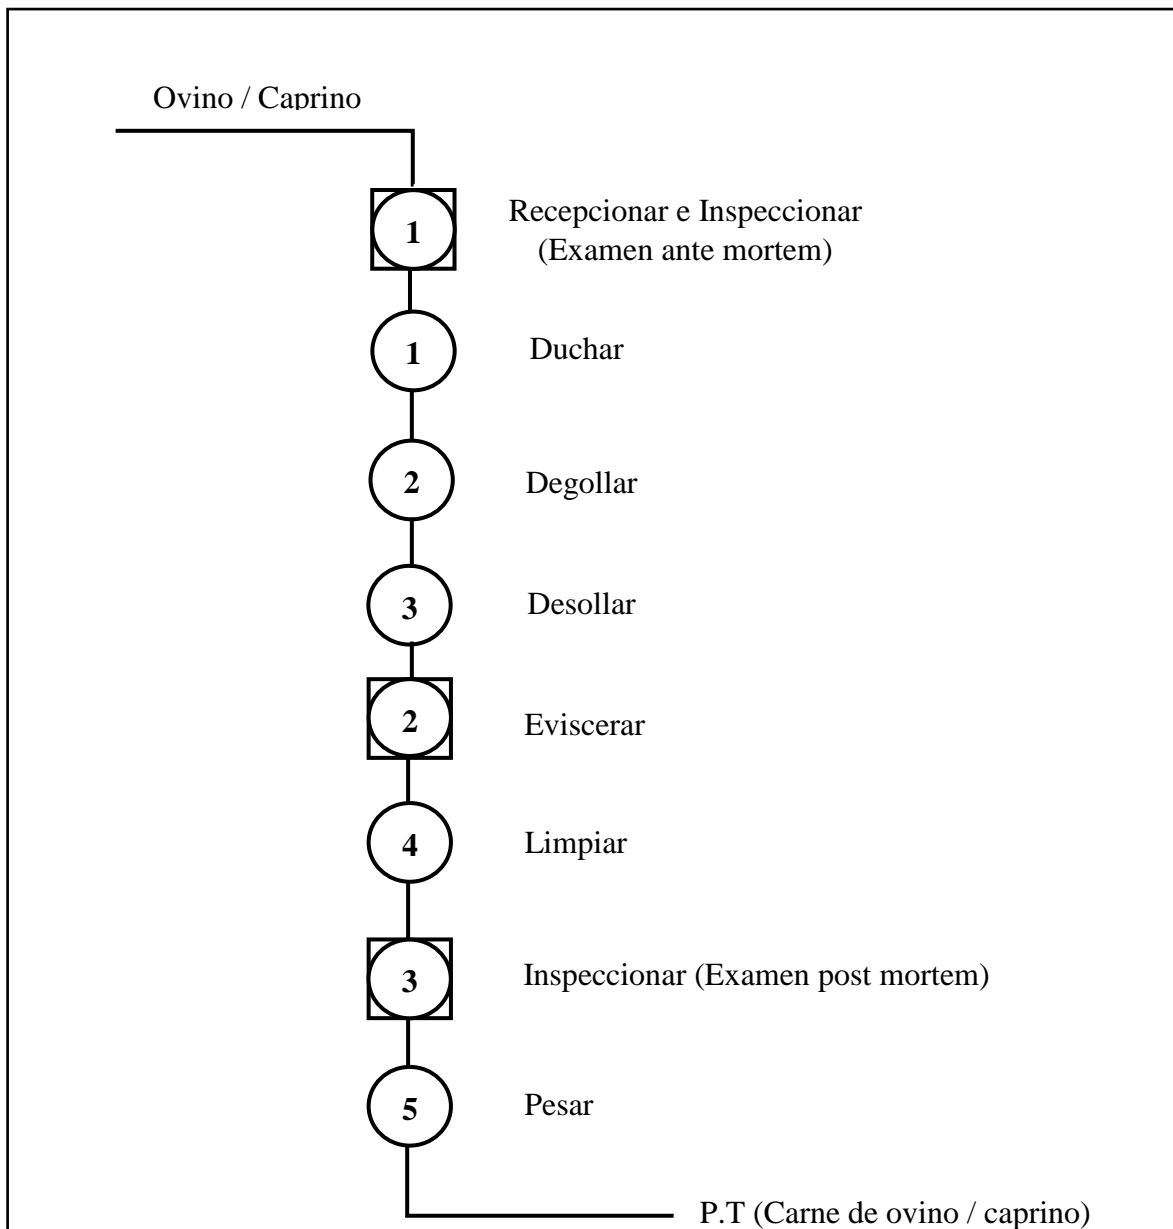 Ovino / Caprino
1
Recepcionar e Inspeccionar
(Examen ante mortem)
1
Duchar
2
Degollar
3
Desollar
2
Eviscerar
4
Limpiar
3
Inspeccionar (Examen post mortem)
5
Pesar
P.T (Carne de ovino / caprino)